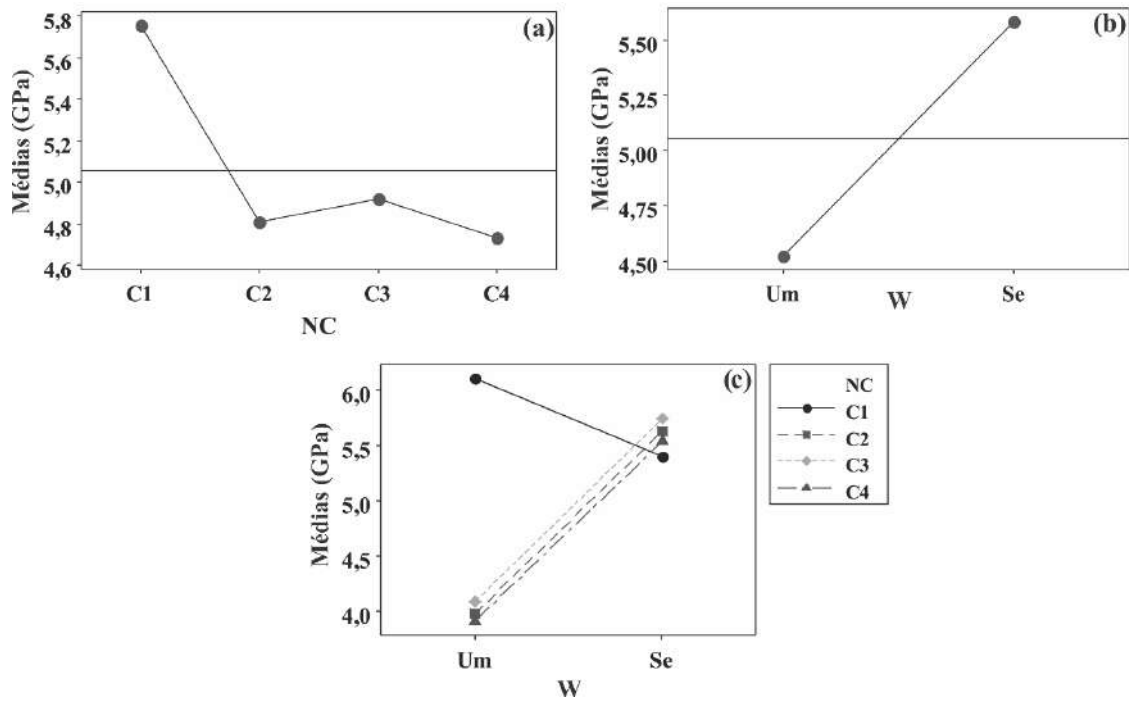 (a)
Médias (GPa)
5,8
5,6
5,4
5,2
5,0
4,8
4,6
C1 C2 C3 C4
NC
(b)
Médias (GPa)
5,50
5,25
5,00
4,75
4,50
Um Se
W
(c)
Médias (GPa)
6,0
5,5
5,0
4,5
4,0
Um Se
W
NC
C1
C2
C3
C4